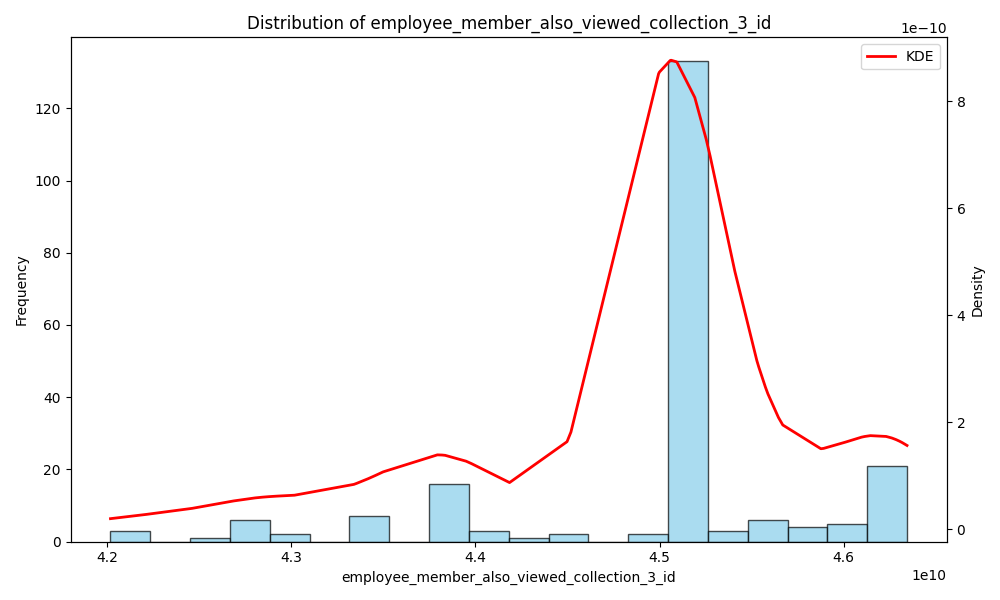 Distribution of employee_member_also_viewed_collection_3_id
1e−10
KDE
120
100
80
60
40
20
0
Frequency
8
6
4
2
0
Density
4.2 4.3 4.4 4.5 4.6
1e10
employee_member_also_viewed_collection_3_id